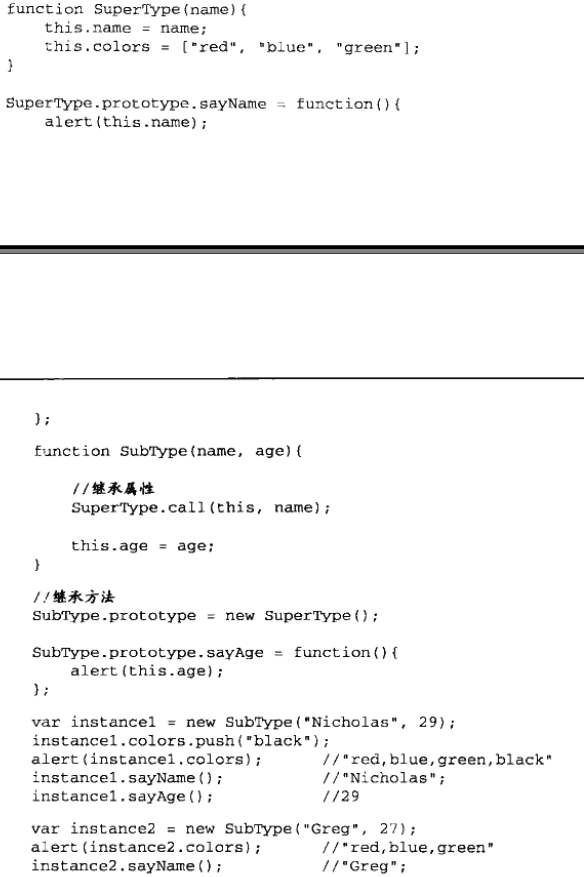 function SuperType(name){
this.name = name;
this.colors = ["red", "blue", "green"];
}
SuperType.prototype.sayName = function(){
alert(this.name);
};
function SubType(name, age){
//继承属性
SuperType.call(this, name);
this.age = age;
}
//继承方法
SubType.prototype = new SuperType();
SubType.prototype.sayAge = function(){
alert(this.age);
};
var instance1 = new SubType("Nicholas", 29);
instance1.colors.push("black");
alert(instance1.colors); //"red,blue,green,black"
instance1.sayName(); //"Nicholas";
instance1.sayAge(); //29
var instance2 = new SubType("Greg", 27);
alert(instance2.colors); //"red,blue,green"
instance2.sayName(); //"Greg";